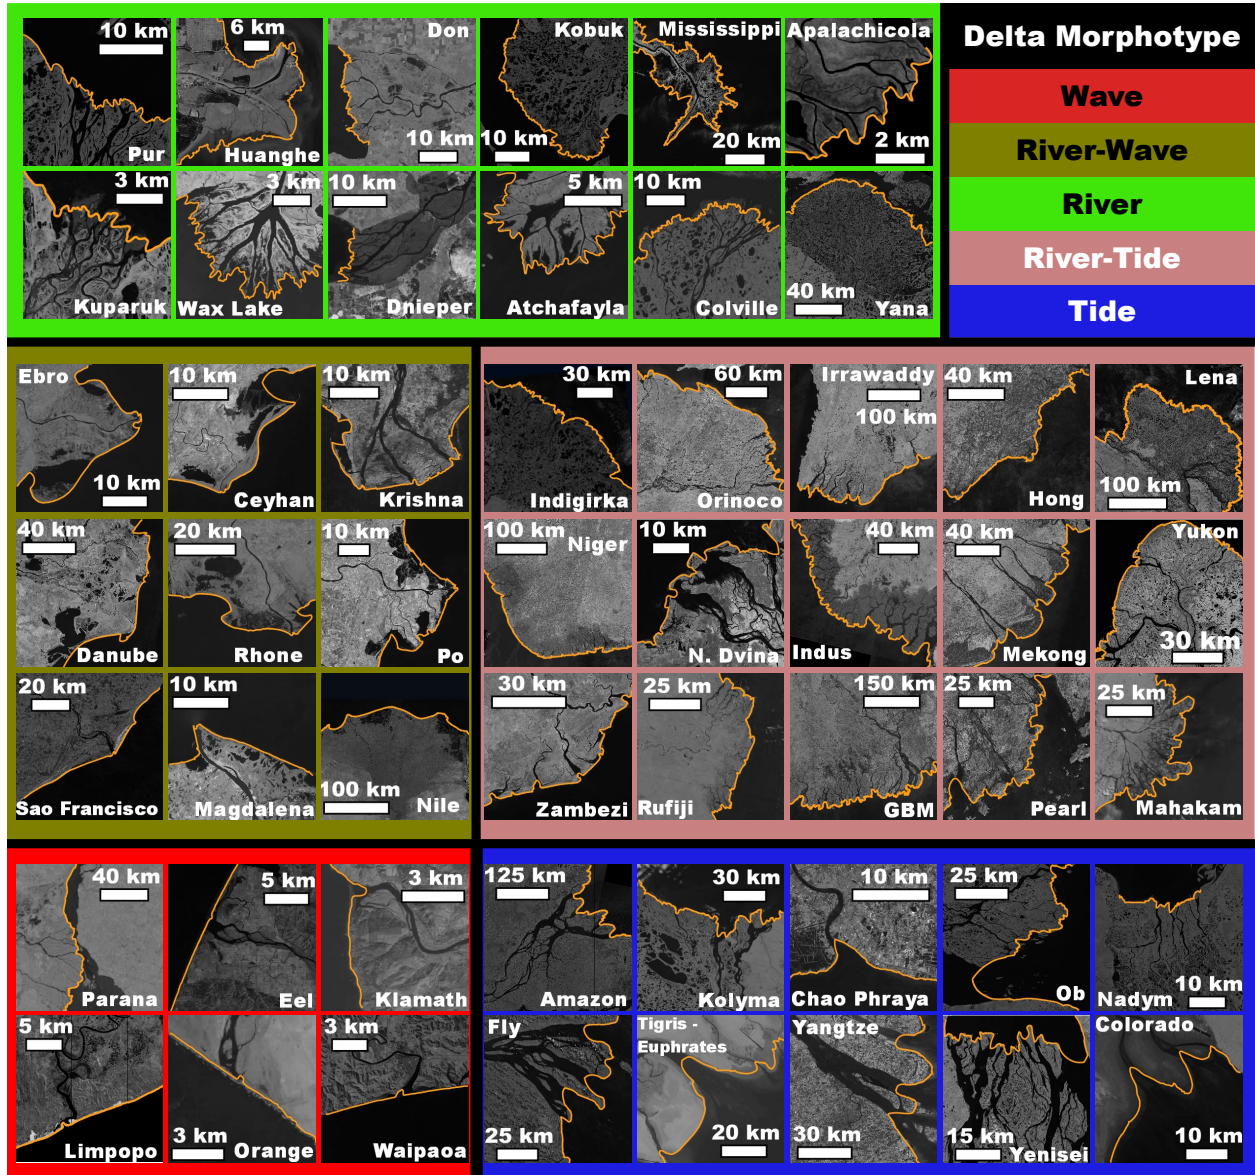 10 km
Pur
6 km
Huanghe
Don
10 km
Kobuk
10 km
Mississippi
20 km
Apalachicola
2 km
Delta Morphotype
Wave
River-Wave
River
River-Tide
Tide
3 km
Kuparuk
3 km
Wax Lake
10 km
Dnieper
5 km
Atchafayla
10 km
Colville
40 km
Yana
Ebro
10 km
10 km
Ceyhan
10 km
Krishna
40 km
Danube
20 km
Rhone
10 km
Po
20 km
Sao Francisco
10 km
Magdalena
100 km
Nile
30 km
Indigirka
60 km
Orinoco
Irrawaddy
100 km
40 km
Hong
Lena
100 km
100 km
Niger
10 km
N. Dvina
40 km
Indus
40 km
Mekong
Yukon
30 km
30 km
Zambezi
25 km
Rufiji
150 km
GBM
25 km
Pearl
25 km
Mahakam
40 km
Parana
5 km
Eel
3 km
Klamath
5 km
Limpopo
3 km
Orange
3 km
Waipaoa
125 km
Amazon
30 km
Kolyma
10 km
Chao Phraya
25 km
Ob
Nadym
10 km
Fly
25 km
Tigris -
Euphrates
20 km
Yangtze
30 km
15 km
Yenisei
Colorado
10 km